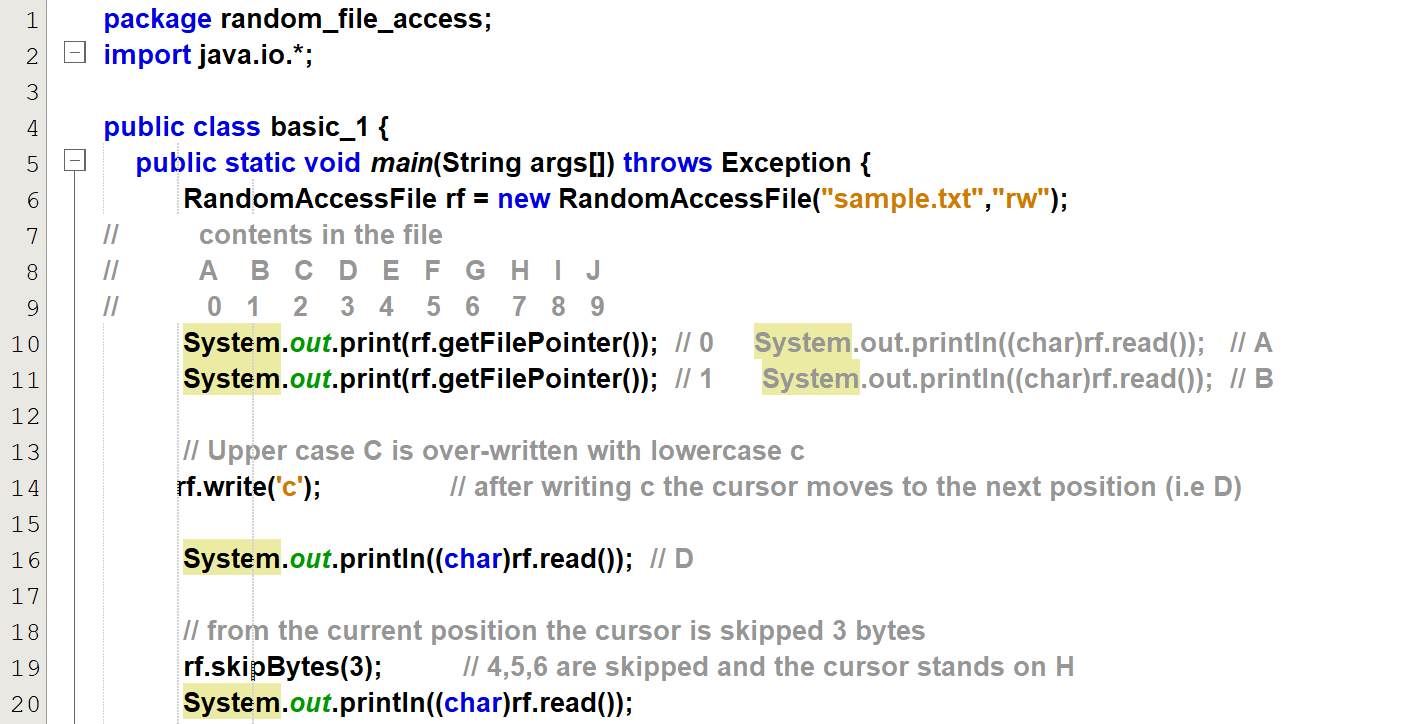 1 package random_file_access;
2 import java.io.*;
3
4 public class basic_1 {
5 public static void main(String args[]) throws Exception {
6 RandomAccessFile rf = new RandomAccessFile("sample.txt","rw");
7 // contents in the file
8 // A B C D E F G H I J
9 // 0 1 2 3 4 5 6 7 8 9
10 System.out.print(rf.getFilePointer()); // 0 System.out.println((char)rf.read()); // A
11 System.out.print(rf.getFilePointer()); // 1 System.out.println((char)rf.read()); // B
12
13 // Upper case C is over-written with lowercase c
14 rf.write('c'); // after writing c the cursor moves to the next position (i.e D)
15
16 System.out.println((char)rf.read()); // D
17
18 // from the current position the cursor is skipped 3 bytes
19 rf.skipBytes(3); // 4,5,6 are skipped and the cursor stands on H
20 System.out.println((char)rf.read());